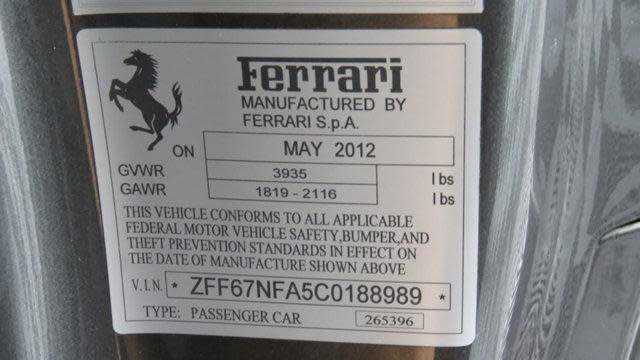 Ferrari
MANUFACTURED BY
FERRARI S.p.A.
ON MAY 2012
GVWR 3935 lbs
GAWR 1819 - 2116 lbs
THIS VEHICLE CONFORMS TO ALL APPLICABLE
FEDERAL MOTOR VEHICLE SAFETY,BUMPER,AND
THEFT PREVENTION STANDARDS IN EFFECT ON
THE DATE OF MANUFACTURE SHOWN ABOVE
V.I.N. * ZFF67NFA5C0188989 *
TYPE: PASSENGER CAR 265396